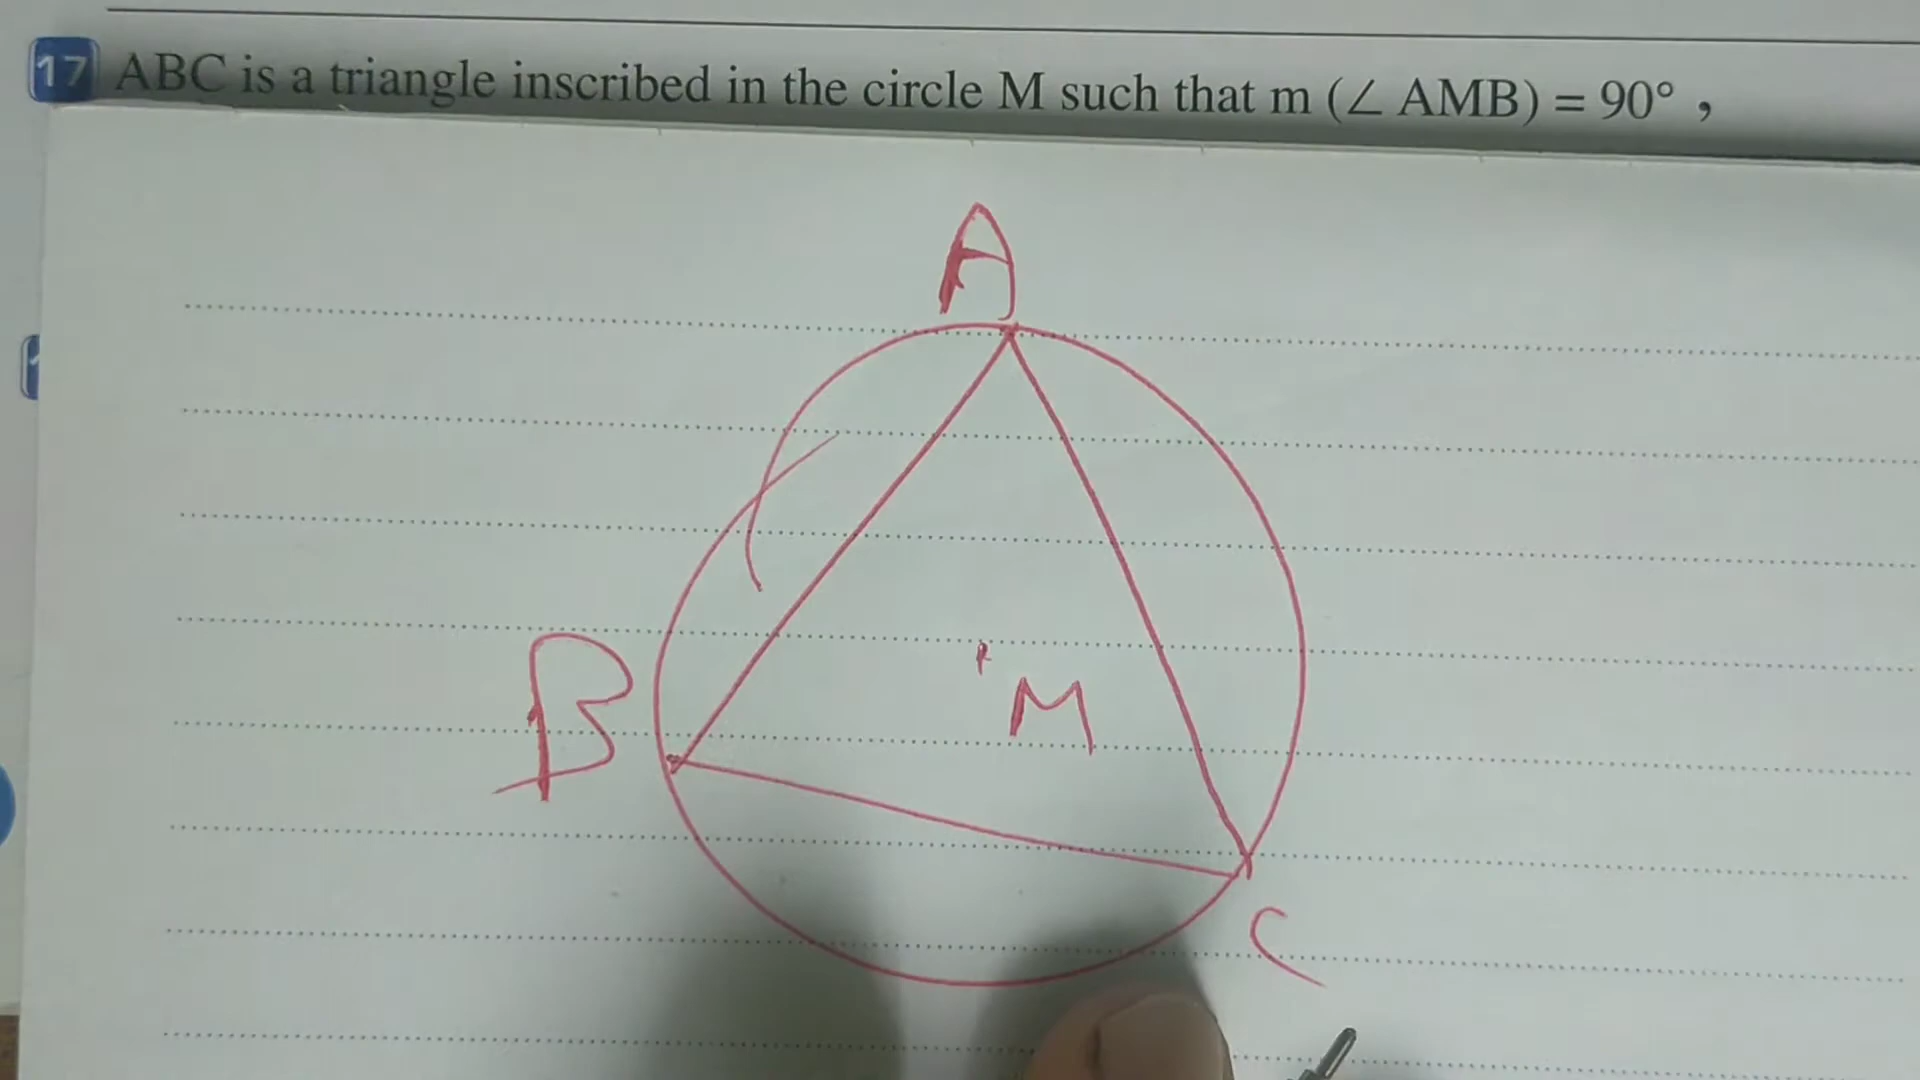 17 ABC is a triangle inscribed in the circle M such that m (∠ AMB) = 90° ,
A
B
M
C